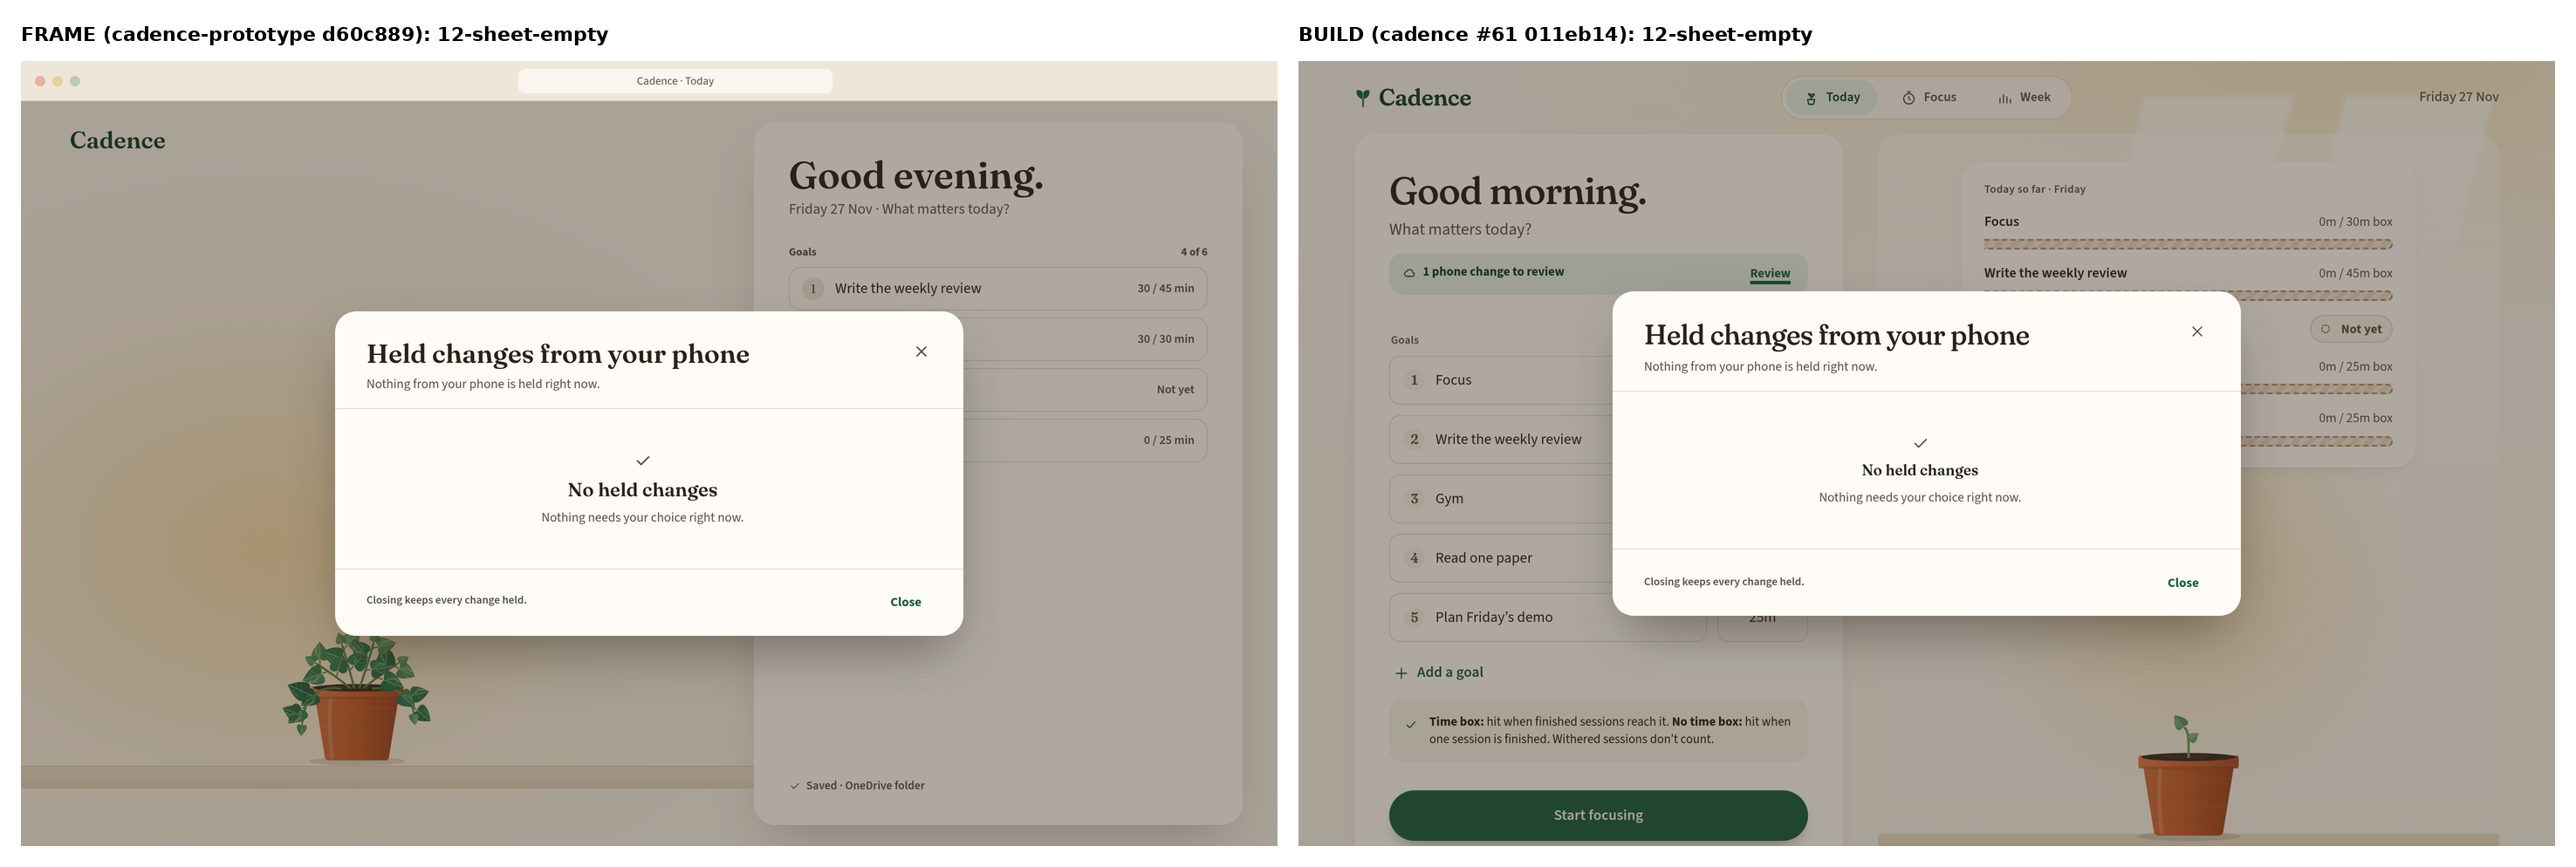 FRAME (cadence-prototype d60c889): 12-sheet-empty
Cadence · Today
Cadence
Good evening.
Friday 27 Nov · What matters today?
Goals 4 of 6
1 Write the weekly review 30 / 45 min
30 / 30 min
Not yet
0 / 25 min
Held changes from your phone
Nothing from your phone is held right now.
No held changes
Nothing needs your choice right now.
Closing keeps every change held. Close
Saved · OneDrive folder
BUILD (cadence #61 011eb14): 12-sheet-empty
Cadence Today Focus Week Friday 27 Nov
Good morning.
What matters today?
1 phone change to review Review
Goals
1 Focus
2 Write the weekly review
3 Gym
4 Read one paper
5 Plan Friday’s demo 25m
Add a goal
Time box: hit when finished sessions reach it. No time box: hit when
one session is finished. Withered sessions don’t count.
Start focusing
Today so far · Friday
Focus 0m / 30m box
Write the weekly review 0m / 45m box
Not yet
0m / 25m box
0m / 25m box
Held changes from your phone
Nothing from your phone is held right now.
No held changes
Nothing needs your choice right now.
Closing keeps every change held. Close